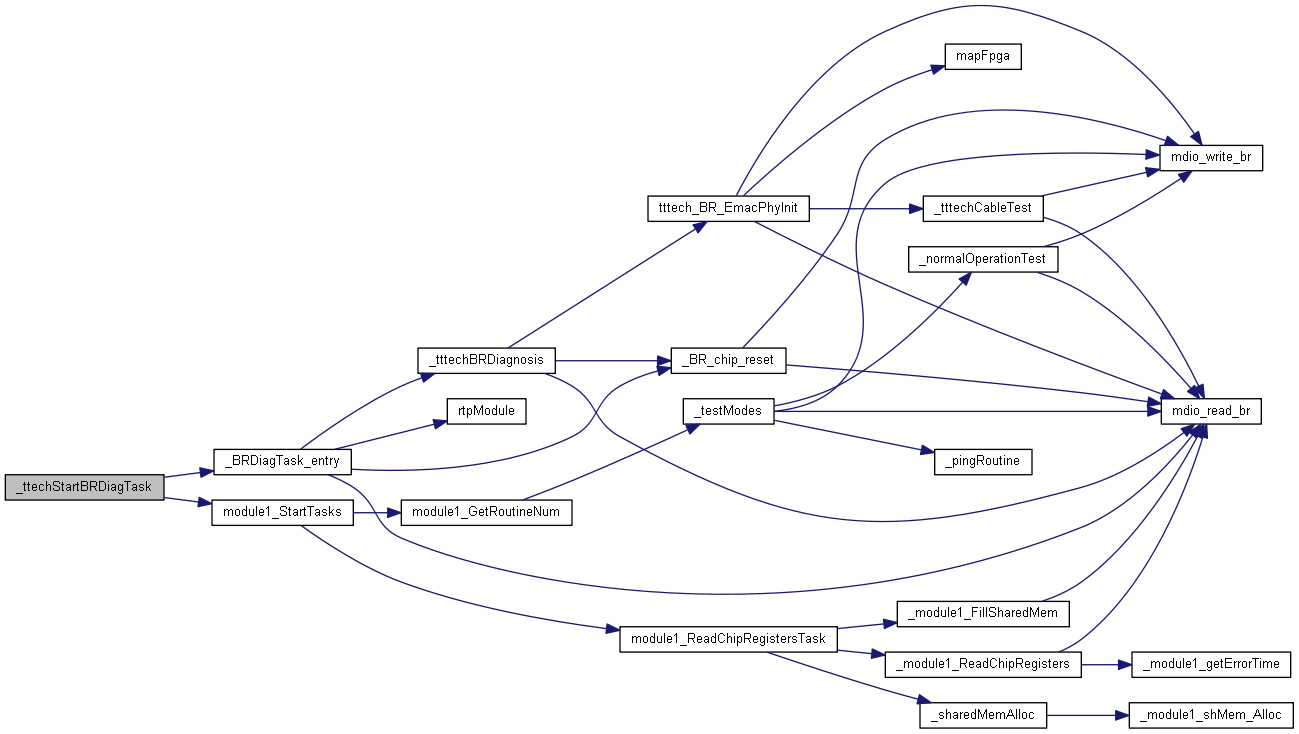 mapFpga
mdio_write_br
tttech_BR_EmacPhyInit
_tttechCableTest
_normalOperationTest
_tttechBRDiagnosis
_BR_chip_reset
rtpModule
_testModes
mdio_read_br
_BRDiagTask_entry
_pingRoutine
_ttechStartBRDiagTask
module1_StartTasks
module1_GetRoutineNum
_module1_FillSharedMem
module1_ReadChipRegistersTask
_module1_ReadChipRegisters
_module1_getErrorTime
_sharedMemAlloc
_module1_shMem_Alloc